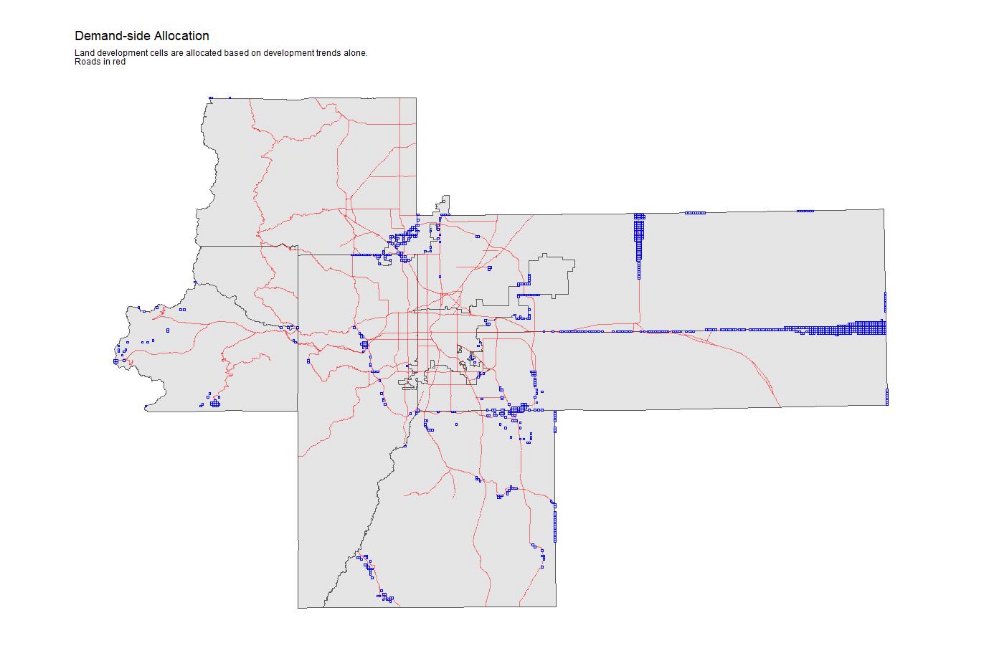 Demand-side Allocation
Land development cells are allocated based on development trends alone.
Roads in red